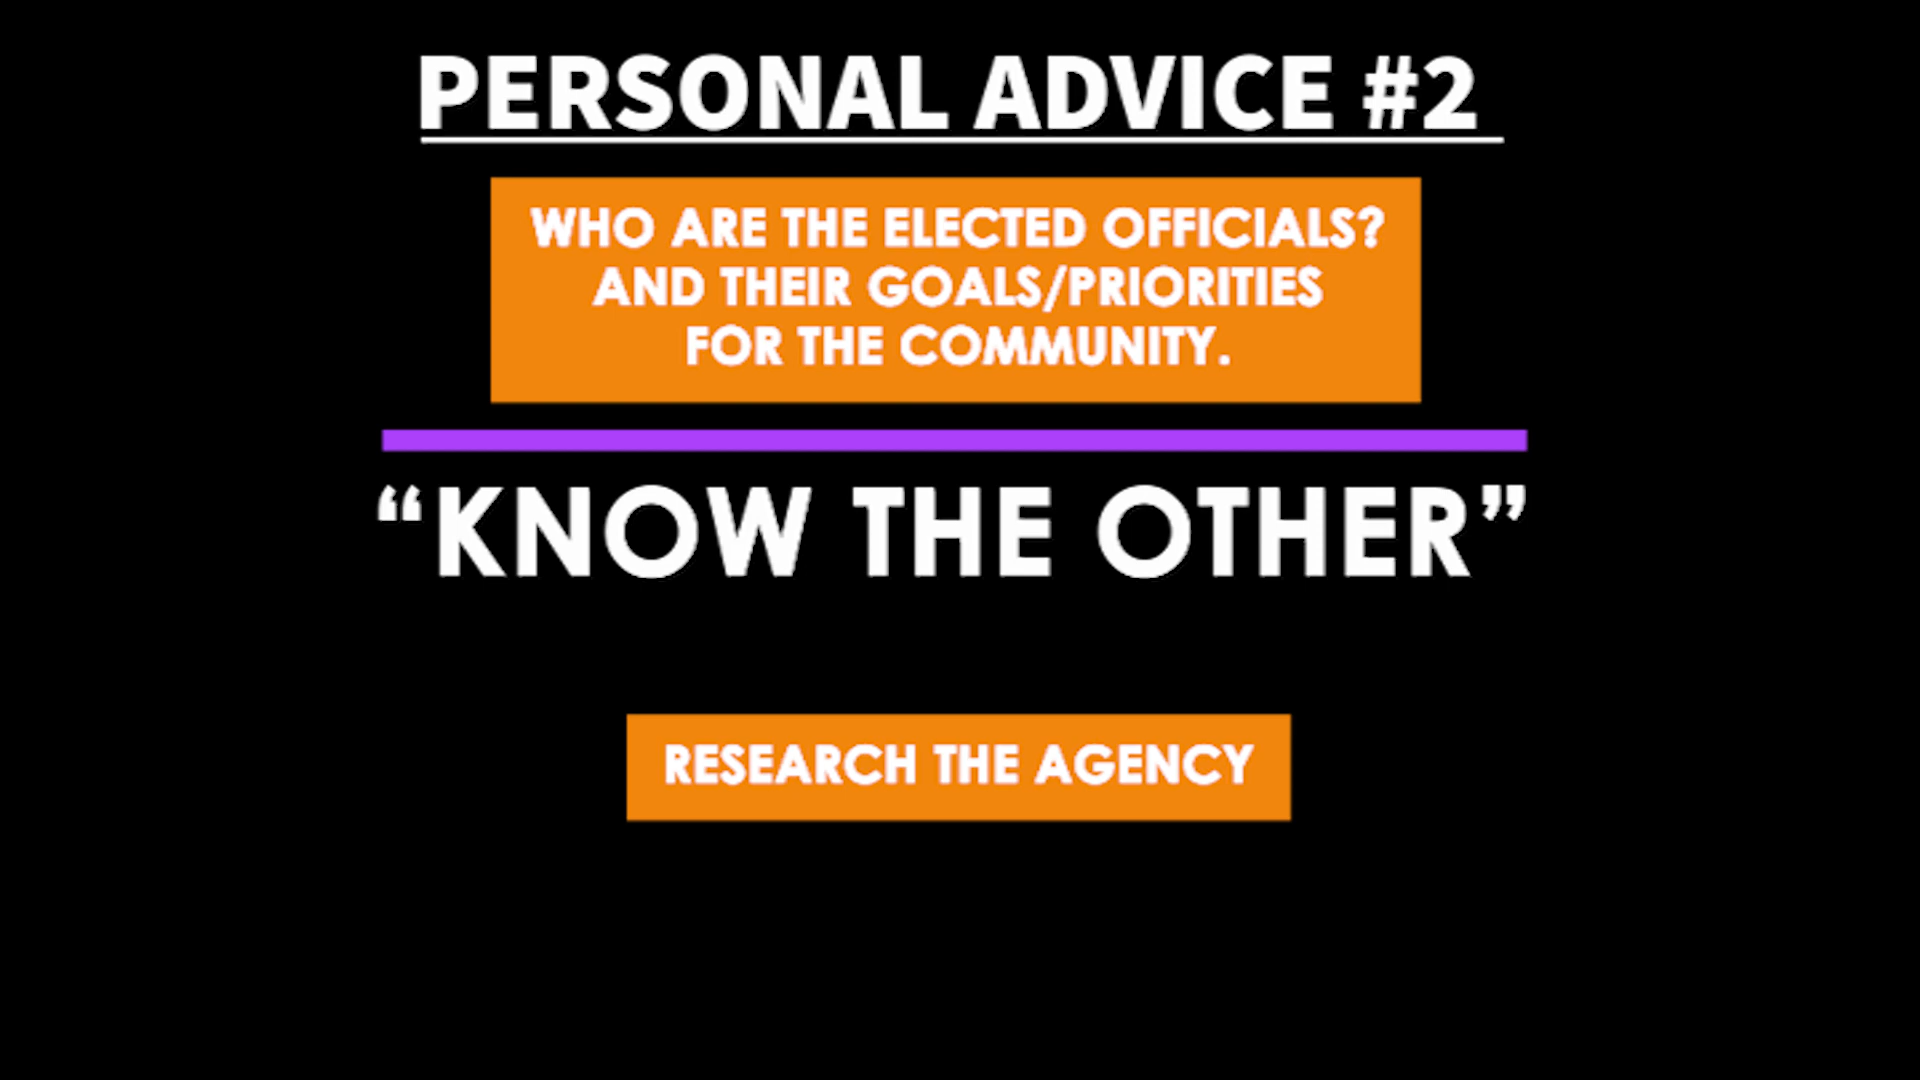 PERSONAL ADVICE #2
WHO ARE THE ELECTED OFFICIALS?
AND THEIR GOALS/PRIORITIES
FOR THE COMMUNITY.
“KNOW THE OTHER”
RESEARCH THE AGENCY